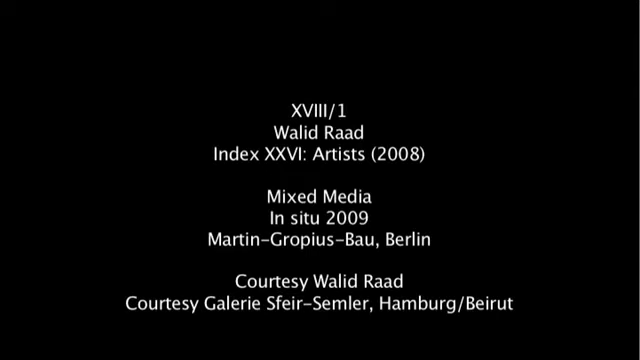 XVIII/1
Walid Raad
Index XXVI: Artists (2008)
Mixed Media
In situ 2009
Martin-Gropius-Bau, Berlin
Courtesy Walid Raad
Courtesy Galerie Sfeir-Semler, Hamburg/Beirut